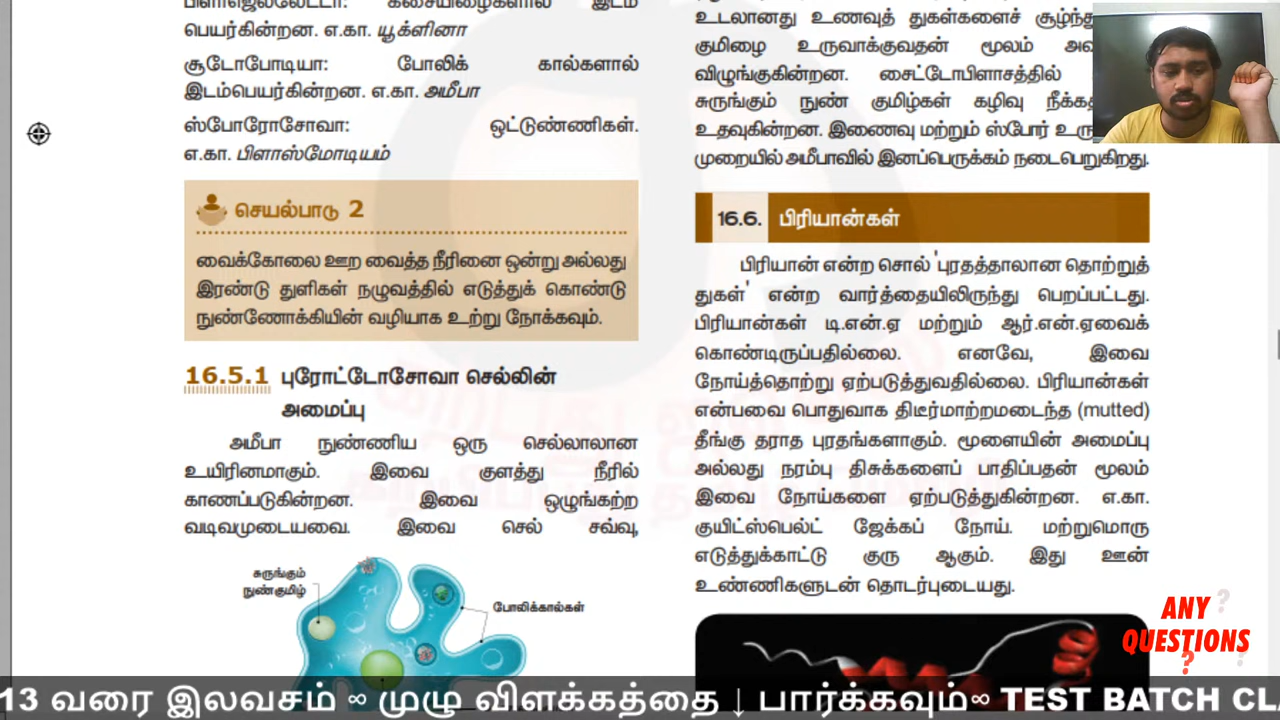 பிளாஜெல்லேட்டா: கசையிழைகளால் இடம்
பெயர்கின்றன. எ.கா. யூக்ளினா
சூடோபோடியா: போலிக் கால்களால்
இடம்பெயர்கின்றன. எ.கா. அமீபா
ஸ்போரோசோவா: ஒட்டுண்ணிகள்.
எ.கா. பிளாஸ்மோடியம்
செயல்பாடு 2
வைக்கோலை ஊற வைத்த நீரினை ஒன்று அல்லது
இரண்டு துளிகள் நழுவத்தில் எடுத்துக் கொண்டு
நுண்ணோக்கியின் வழியாக உற்று நோக்கவும்.
16.5.1 புரோட்டோசோவா செல்லின்
அமைப்பு
அமீபா நுண்ணிய ஒரு செல்லாலான
உயிரினமாகும். இவை குளத்து நீரில்
காணப்படுகின்றன. இவை ஒழுங்கற்ற
வடிவமுடையவை. இவை செல் சவ்வு,
சுருங்கும்
நுண்குமிழ்
போலிக்கால்கள்
உடலானது உணவுத் துகள்களைச் சூழ்ந்து
குமிழை உருவாக்குவதன் மூலம்
விழுங்குகின்றன. சைட்டோபிளாசத்தில்
சுருங்கும் நுண் குமிழ்கள் கழிவு
உதவுகின்றன. இணைவு மற்றும் ஸ்போர்
முறையில் அமீபாவில் இனப்பெருக்கம் நடைபெறுகிறது.
16.6. பிரியான்கள்
பிரியான் என்ற சொல் 'புரதத்தாலான தொற்றுத்
துகள்' என்ற வார்த்தையிலிருந்து பெறப்பட்டது.
பிரியான்கள் டி.என்.ஏ மற்றும் ஆர்.என்.ஏவைக்
கொண்டிருப்பதில்லை. எனவே, இவை
நோய்த்தொற்று ஏற்படுத்துவதில்லை. பிரியான்கள்
என்பவை பொதுவாக திடீர்மாற்றமடைந்த (mutted)
தீங்கு தராத புரதங்களாகும். மூளையின் அமைப்பு
அல்லது நரம்பு திசுக்களைப் பாதிப்பதன் மூலம்
இவை நோய்களை ஏற்படுத்துகின்றன. எ.கா.
குயிட்ஸ்பெல்ட் ஜேக்கப் நோய். மற்றுமொரு
எடுத்துக்காட்டு குரு ஆகும். இது ஊன்
உண்ணிகளுடன் தொடர்புடையது.
ANY
QUESTIONS
13 வரை இலவசம் ∞ முழு விளக்கத்தை ↓ பார்க்கவும்∞ TEST BATCH